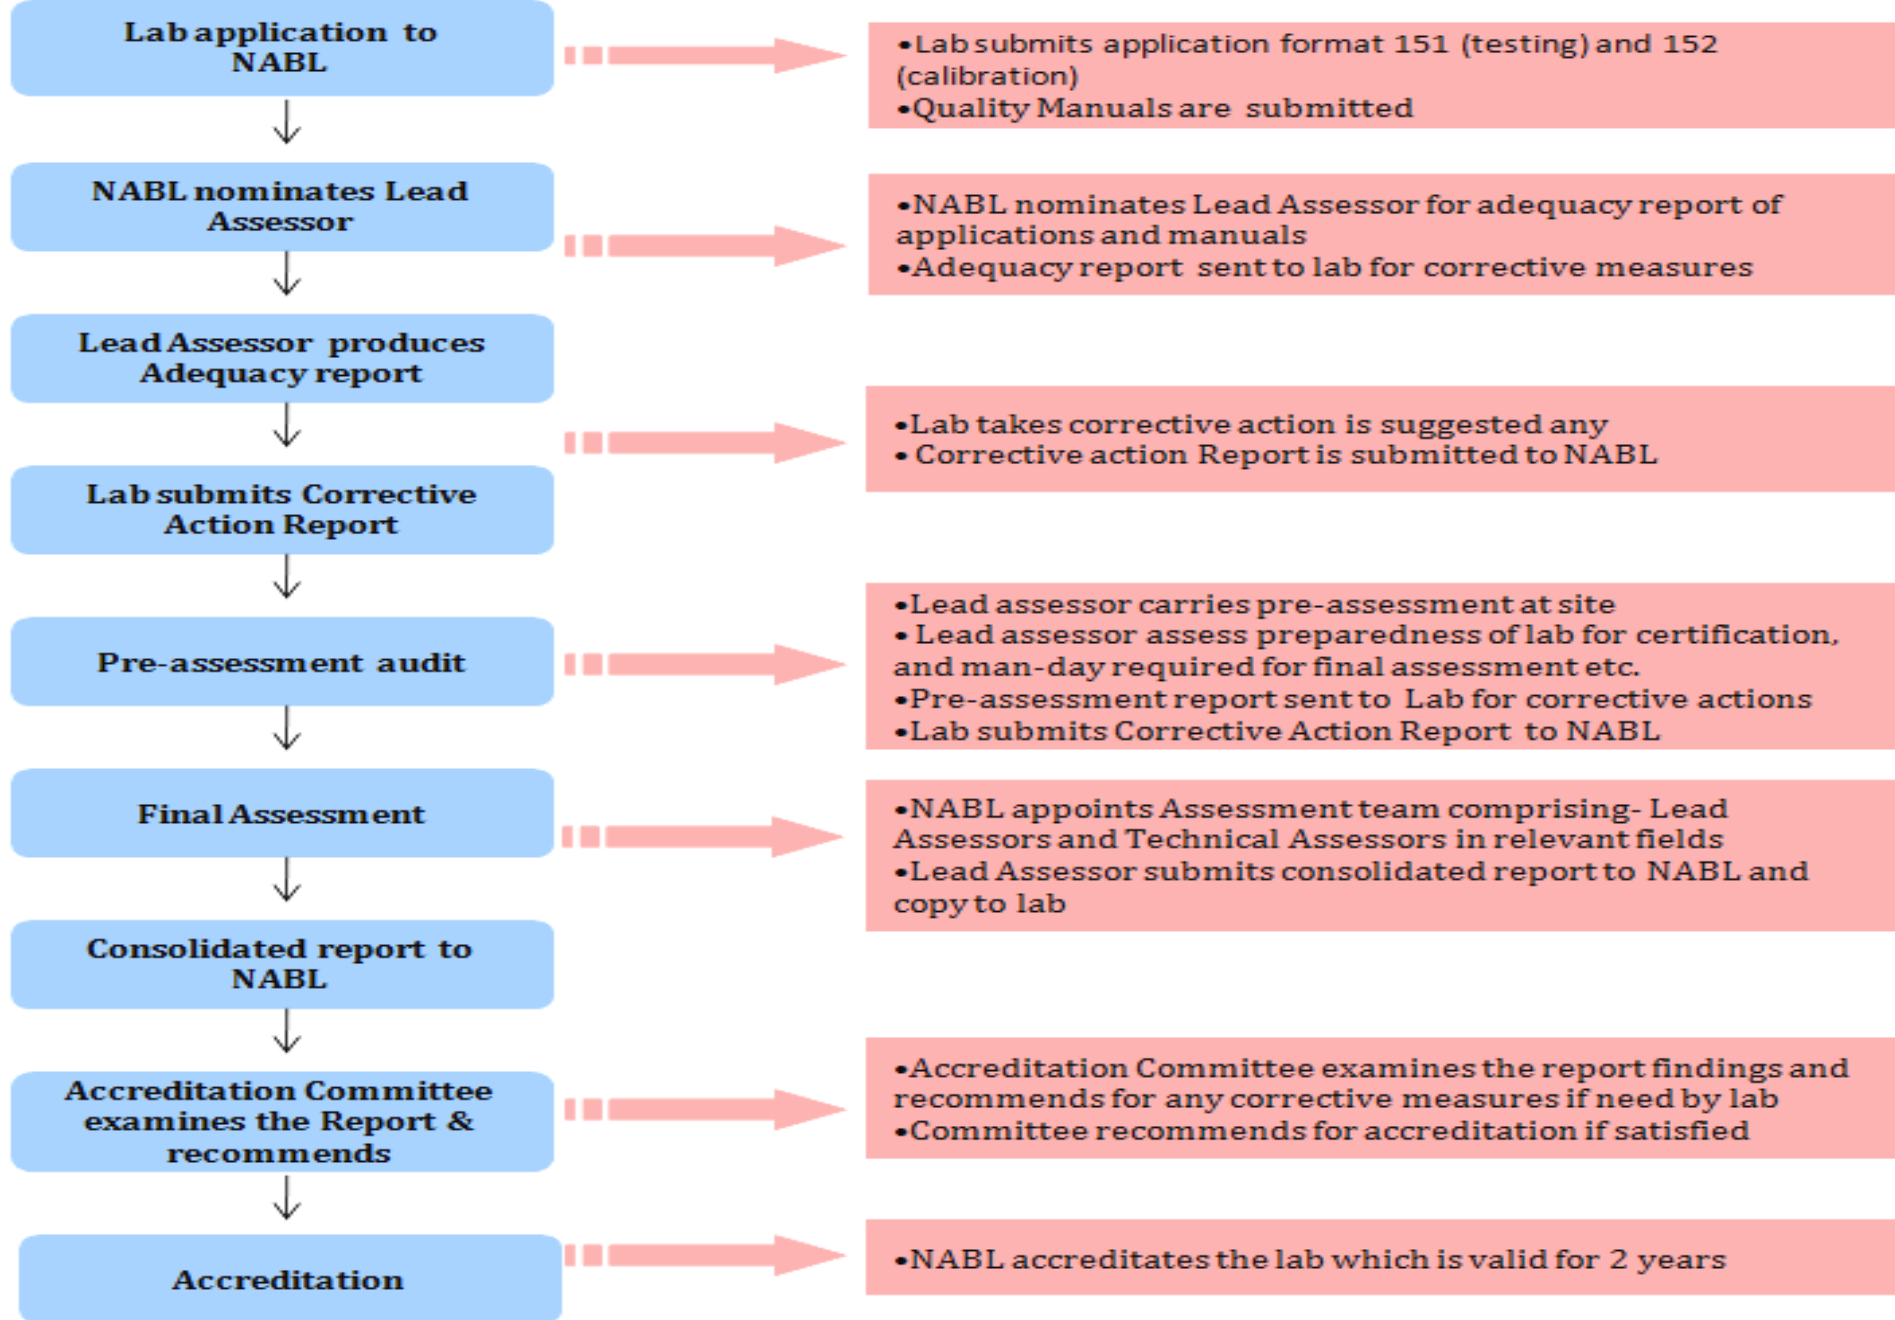 Lab application to
NABL
•Lab submits application format 151 (testing) and 152
(calibration)
•Quality Manuals are submitted
NABL nominates Lead
Assessor
•NABL nominates Lead Assessor for adequacy report of
applications and manuals
•Adequacy report sent to lab for corrective measures
Lead Assessor produces
Adequacy report
•Lab takes corrective action is suggested any
• Corrective action Report is submitted to NABL
Lab submits Corrective
Action Report
Pre-assessment audit
•Lead assessor carries pre-assessment at site
• Lead assessor assess preparedness of lab for certification,
and man-day required for final assessment etc.
•Pre-assessment report sent to Lab for corrective actions
•Lab submits Corrective Action Report to NABL
Final Assessment
•NABL appoints Assessment team comprising- Lead
Assessors and Technical Assessors in relevant fields
•Lead Assessor submits consolidated report to NABL and
copy to lab
Consolidated report to
NABL
Accreditation Committee
examines the Report &
recommends
•Accreditation Committee examines the report findings and
recommends for any corrective measures if need by lab
•Committee recommends for accreditation if satisfied
Accreditation
•NABL accreditates the lab which is valid for 2 years